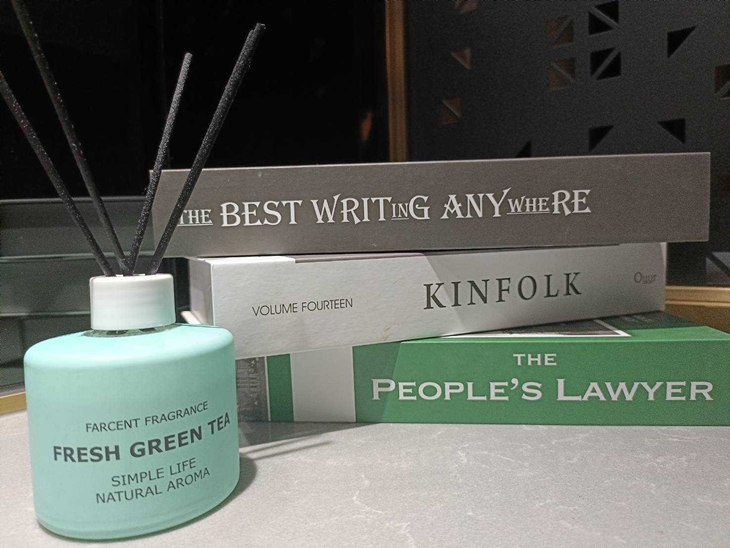 THE BEST WRITING ANYWHERE
VOLUME FOURTEEN KINFOLK
THE
PEOPLE'S LAWYER
FARCENT FRAGRANCE
FRESH GREEN TEA
SIMPLE LIFE
NATURAL AROMA